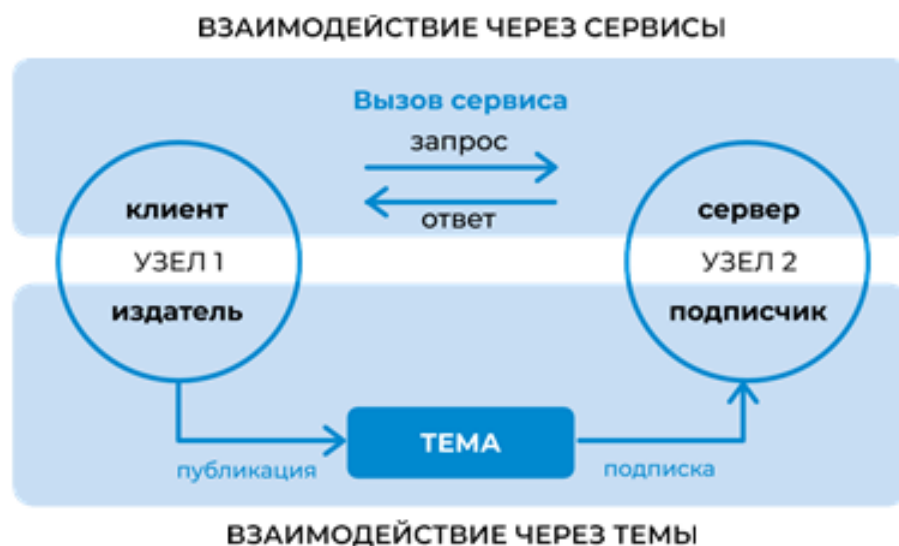 ВЗАИМОДЕЙСТВИЕ ЧЕРЕЗ СЕРВИСЫ
Вызов сервиса
запрос
ответ
клиент
УЗЕЛ 1
издатель
сервер
УЗЕЛ 2
подписчик
ТЕМА
публикация
подписка
ВЗАИМОДЕЙСТВИЕ ЧЕРЕЗ ТЕМЫ